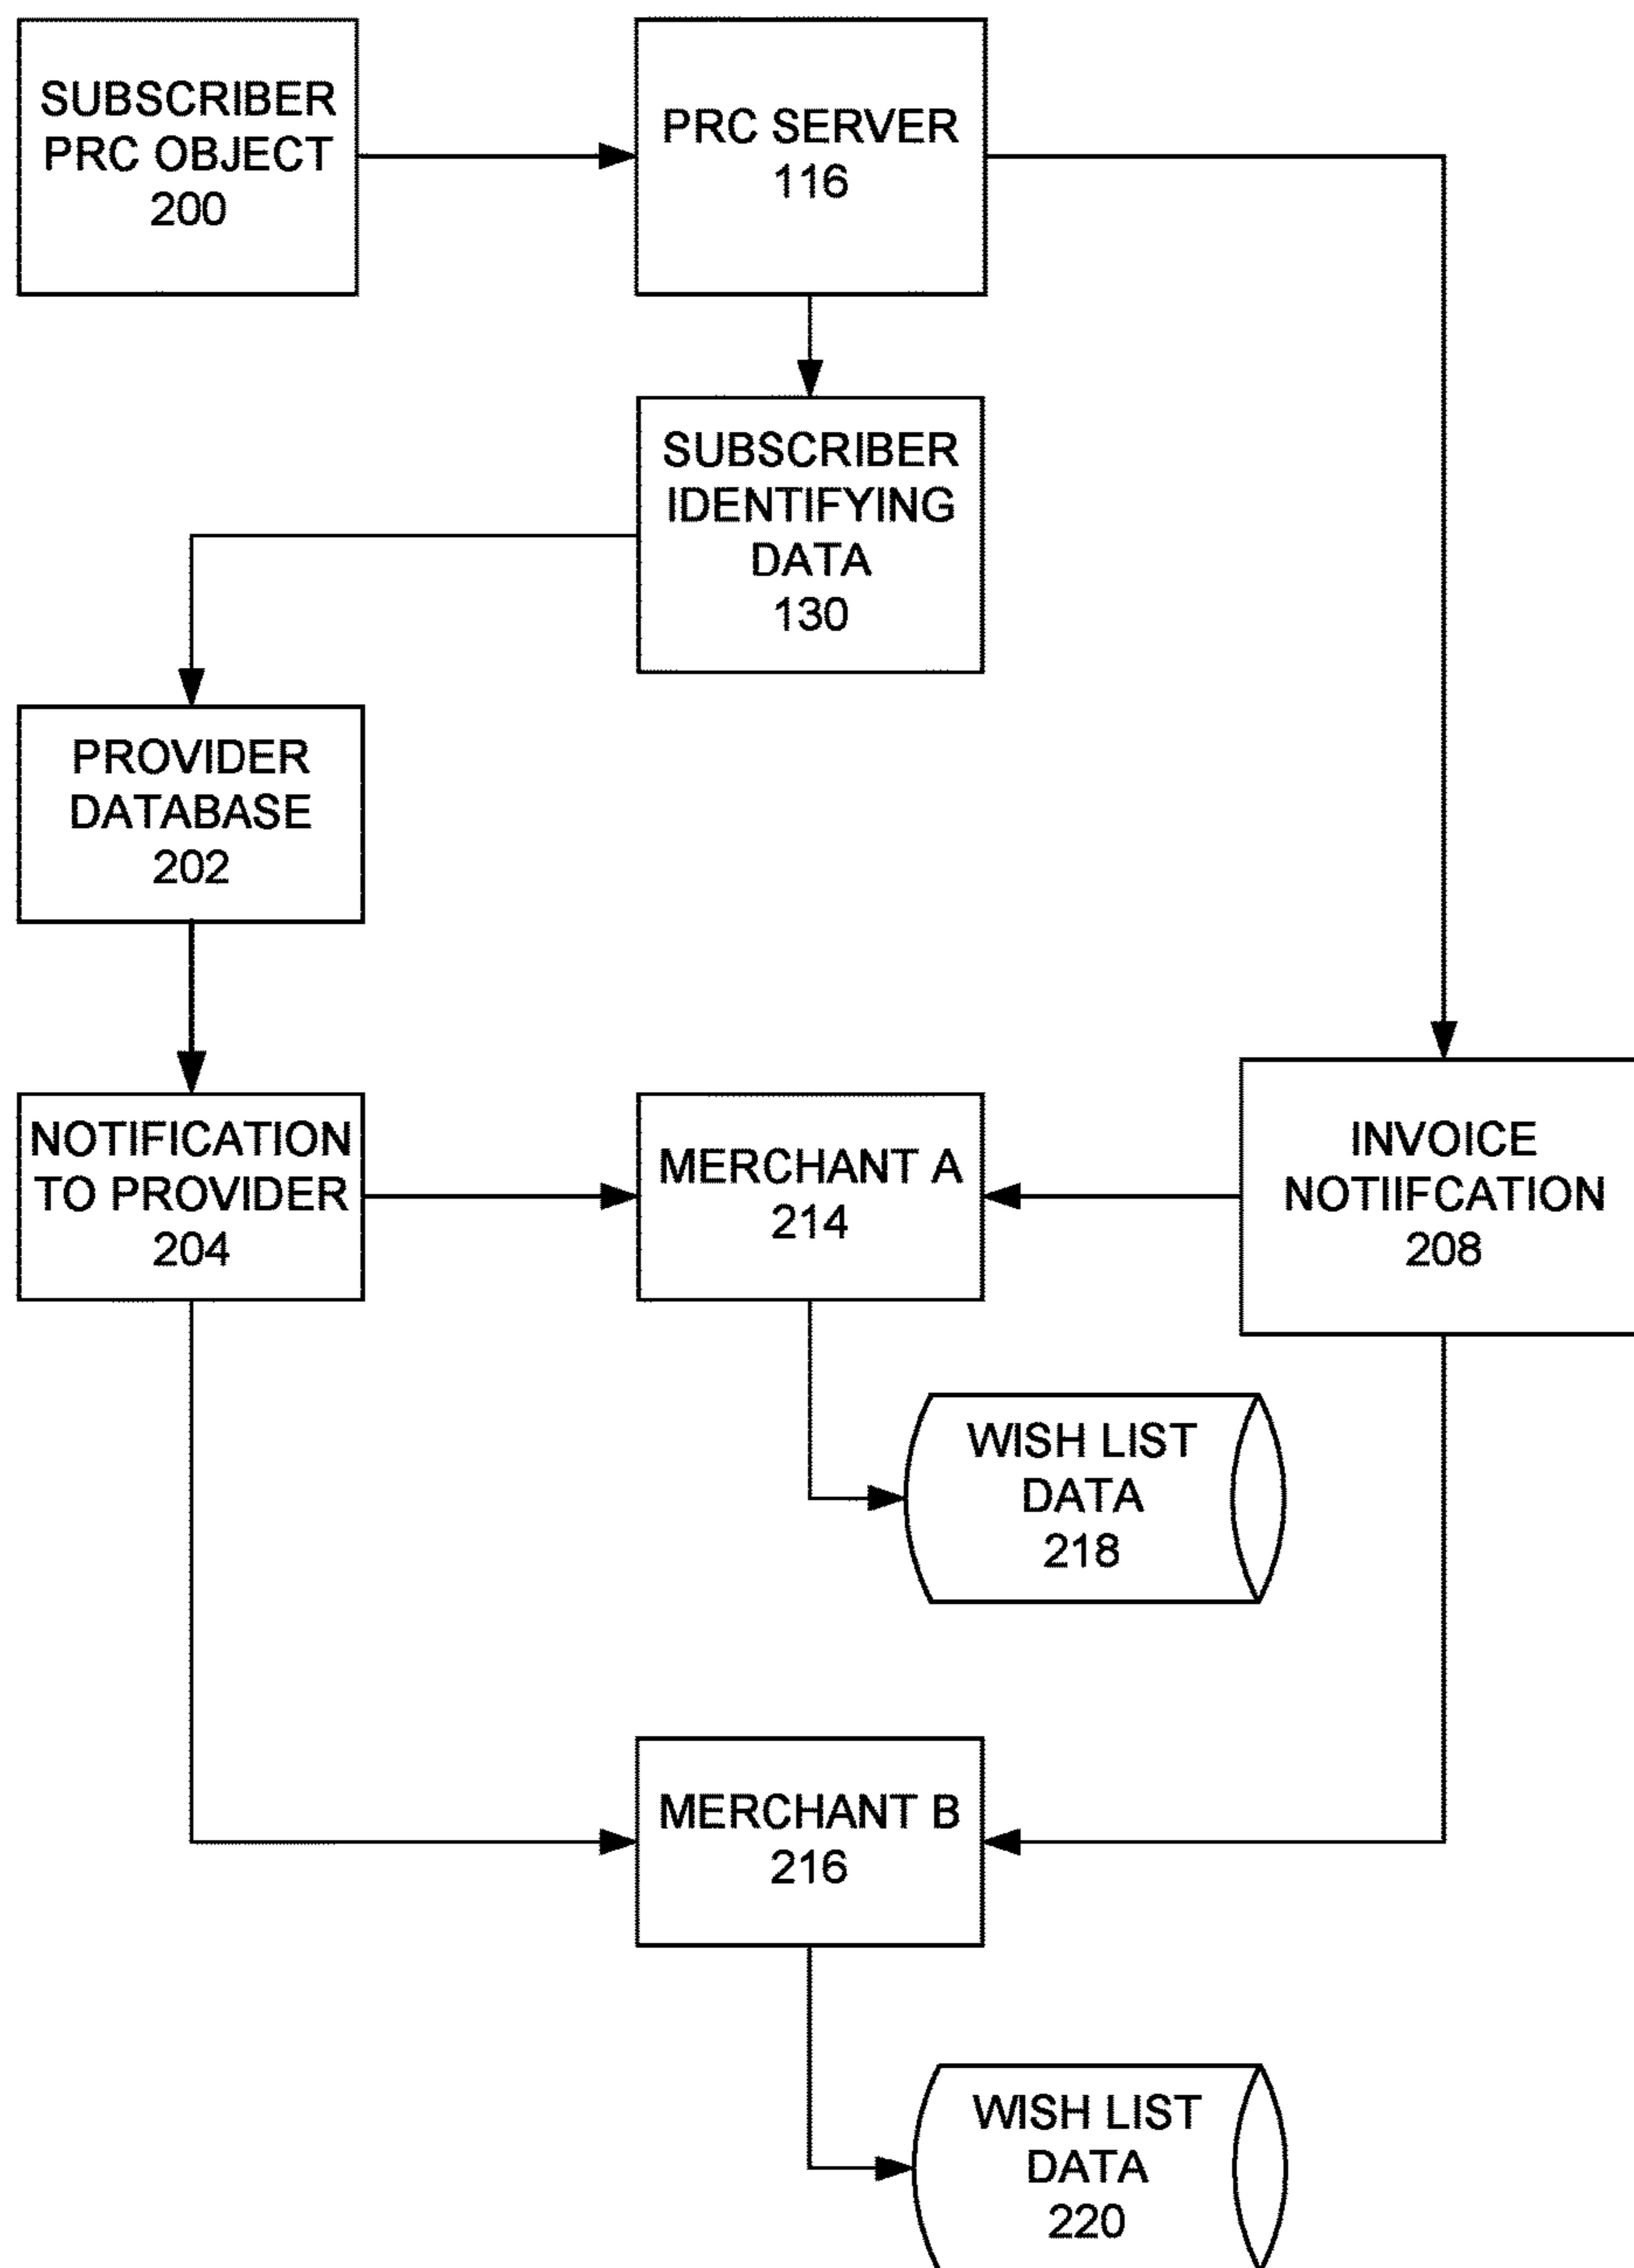 SUBSCRIBER
PRC OBJECT
200
PRC SERVER
116
SUBSCRIBER
IDENTIFYING
DATA
130
PROVIDER
DATABASE
202
NOTIFICATION
TO PROVIDER
204
MERCHANT A
214
INVOICE
NOTIIFCATION
208
WISH LIST
DATA
218
MERCHANT B
216
WISH LIST
DATA
220